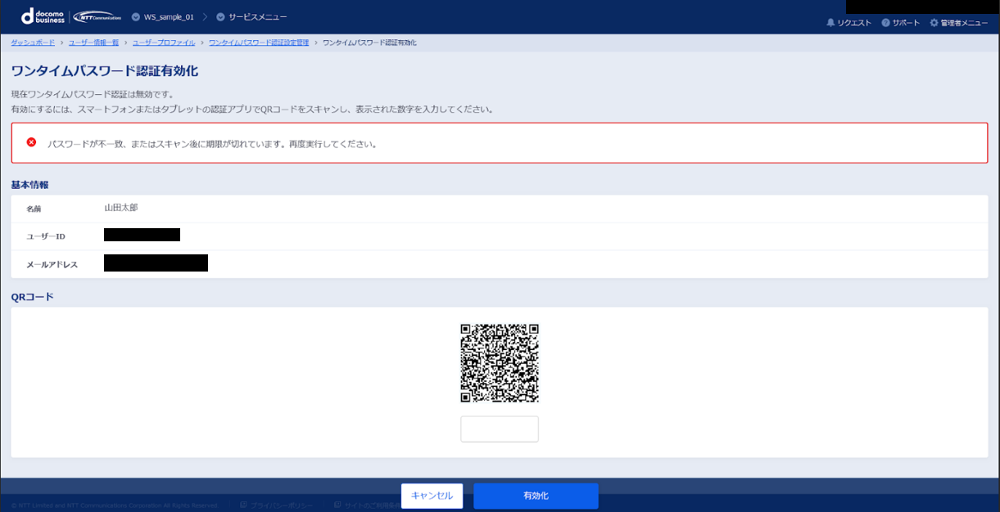 docomo business NTT Communications WS_sample_01 サービスメニュー
リクエスト サポート 管理者メニュー
ダッシュボード > ユーザー情報一覧 > ユーザープロファイル > ワンタイムパスワード認証設定管理 > ワンタイムパスワード認証有効化
ワンタイムパスワード認証有効化
現在ワンタイムパスワード認証は無効です。
有効にするには、スマートフォンまたはタブレットの認証アプリでQRコードをスキャンし、表示された数字を入力してください。
パスワードが不一致、またはスキャン後に期限が切れています。再度実行してください。
基本情報
名前 山田太郎
ユーザーID
メールアドレス
QRコード
キャンセル 有効化
© NTT Limited and NTT Communications Corporation All Rights Reserved. プライバシーポリシー サイトのご利用条件